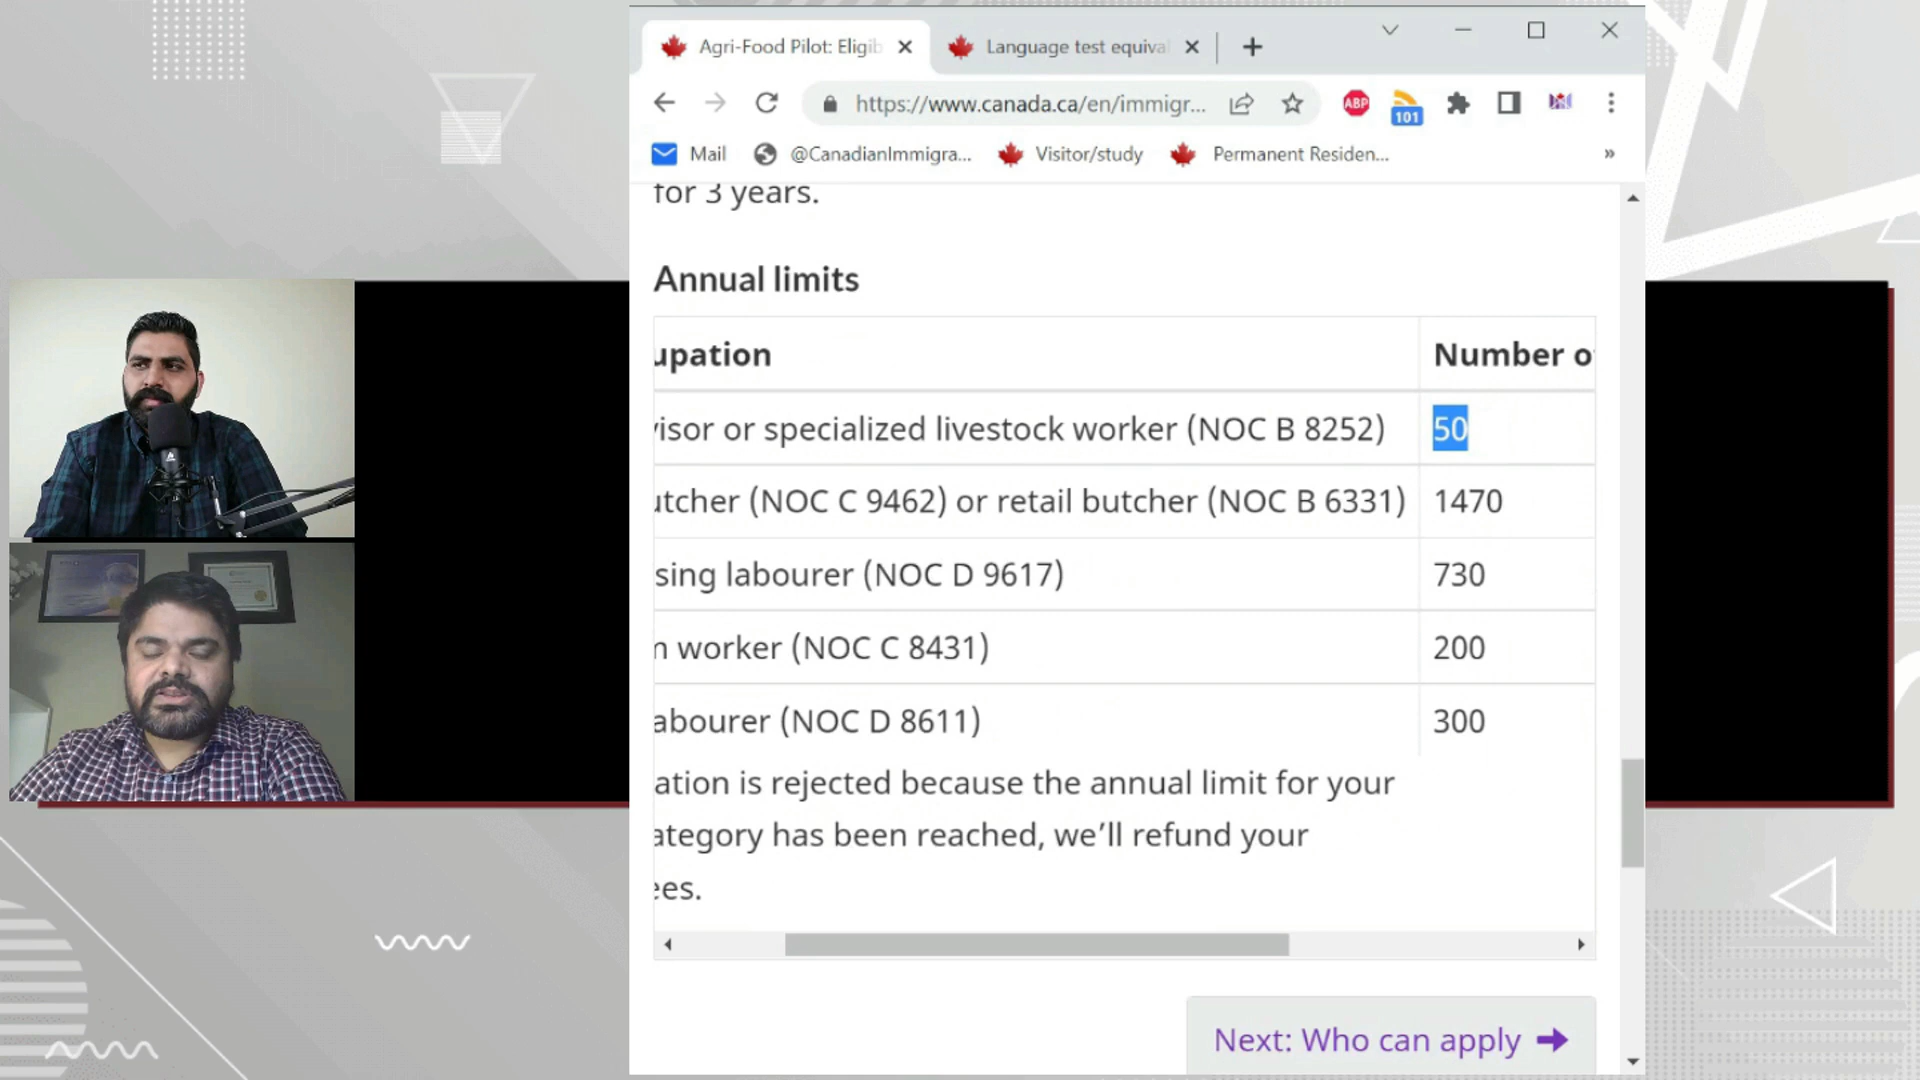 Agri-Food Pilot: Eligib
Language test equiva
https://www.canada.ca/en/immigr...
ABP
101
Mail
@CanadianImmigra...
Visitor/study
Permanent Residen...
»
for 3 years.
Annual limits
upation
Number o
visor or specialized livestock worker (NOC B 8252)
50
utcher (NOC C 9462) or retail butcher (NOC B 6331)
1470
sing labourer (NOC D 9617)
730
m worker (NOC C 8431)
200
abourer (NOC D 8611)
300
ation is rejected because the annual limit for your
ategory has been reached, we’ll refund your
ees.
Next: Who can apply